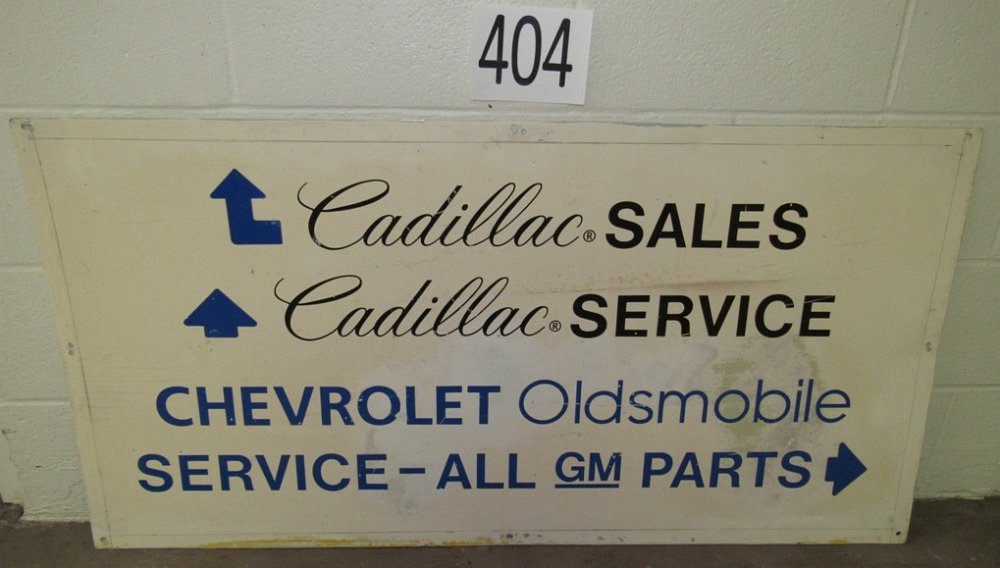 404
Cadillac® SALES
Cadillac® SERVICE
CHEVROLET Oldsmobile
SERVICE - ALL GM PARTS